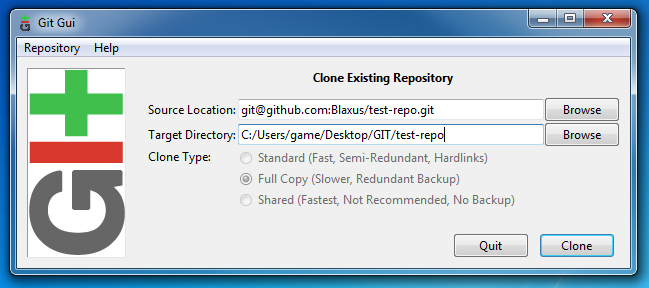 Git Gui
Repository Help
Clone Existing Repository
Source Location: git@github.com:Blaxus/test-repo.git Browse
Target Directory: C:/Users/game/Desktop/GIT/test-repo Browse
Clone Type: Standard (Fast, Semi-Redundant, Hardlinks)
Full Copy (Slower, Redundant Backup)
Shared (Fastest, Not Recommended, No Backup)
Quit Clone
GIt